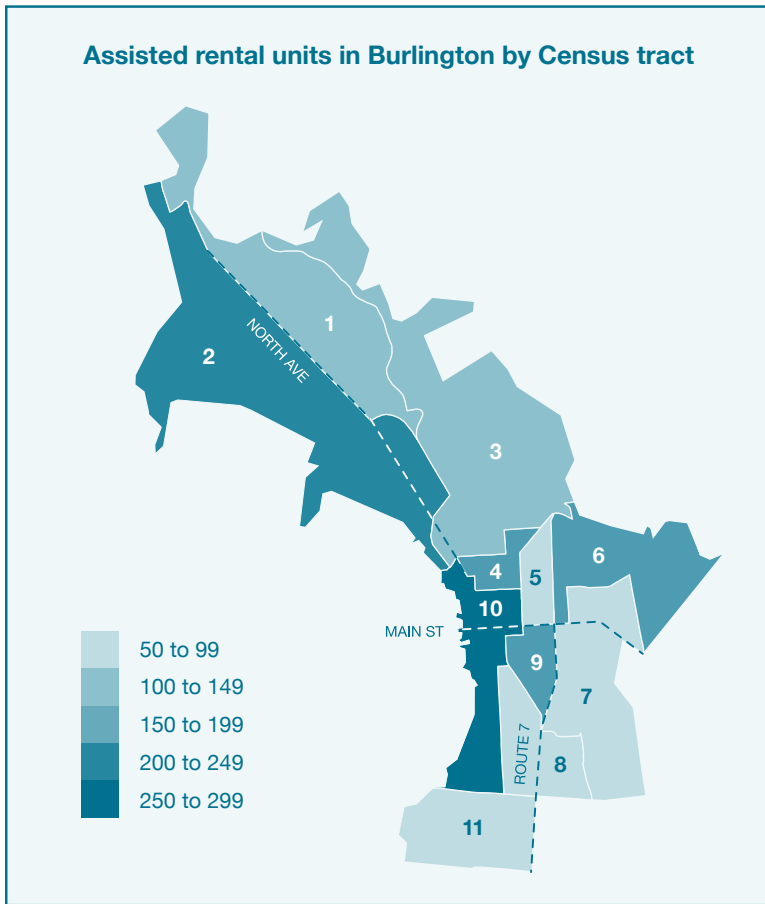 Assisted rental units in Burlington by Census tract
1
2
NORTH AVE
3
4
5
6
10
MAIN ST
9
7
50 to 99
100 to 149
150 to 199
200 to 249
250 to 299
ROUTE 7
8
11